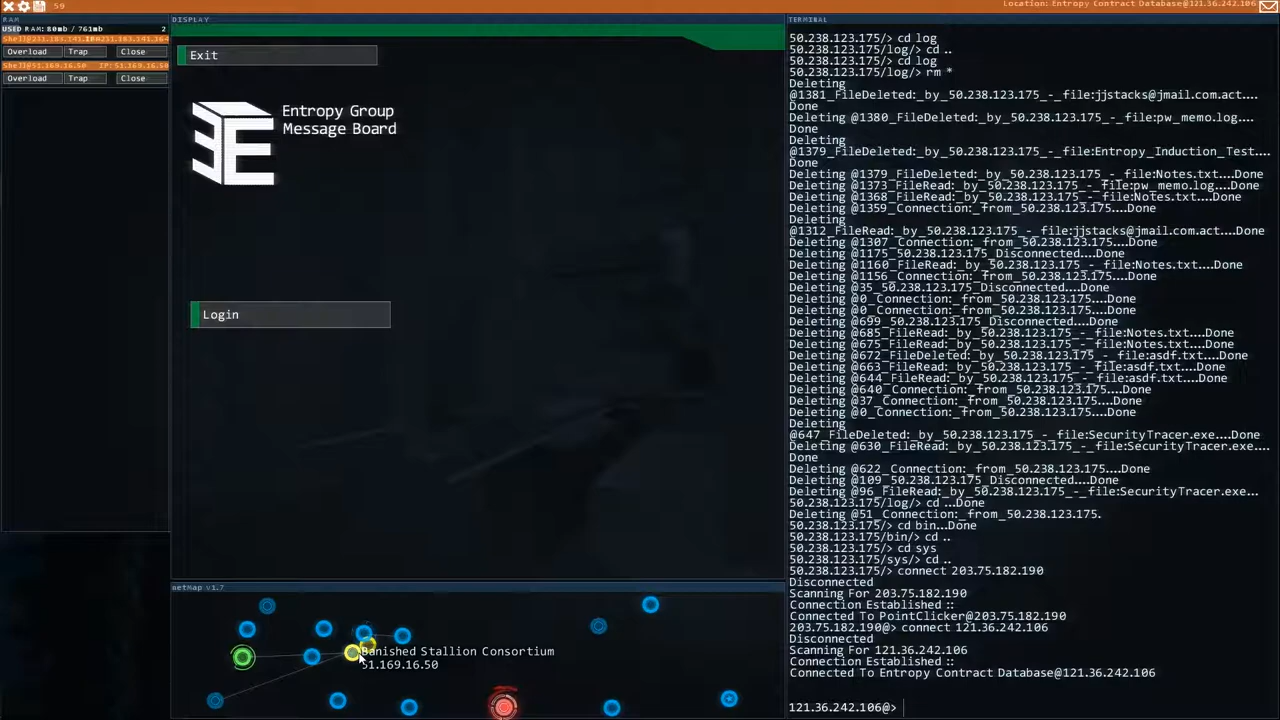 59
Location: Entropy Contract Database@121.36.242.106
RAM
USED RAM: 80mb / 761mb 2
Overload Trap Close
Shell@51.169.16.50 IP: 51.169.16.50
Overload Trap Close
DISPLAY
Exit
Entropy Group
Message Board
Login
netMap v1.7
Banished Stallion Consortium
51.169.16.50
TERMINAL
50.238.123.175/> cd log
50.238.123.175/log/> cd ..
50.238.123.175/> cd log
50.238.123.175/log/> rm *
Deleting
@1381_FileDeleted:_by_50.238.123.175_-_file:jjstacks@jmail.com.act....
Done
Deleting @1380_FileDeleted:_by_50.238.123.175_-_file:pw_memo.log....
Done
Deleting
@1379_FileDeleted:_by_50.238.123.175_-_file:Entropy_Induction_Test....
Done
Deleting @1379_FileDeleted:_by_50.238.123.175_-_file:Notes.txt....Done
Deleting @1373_FileRead:_by_50.238.123.175_-_file:pw_memo.log....Done
Deleting @1368_FileRead:_by_50.238.123.175_-_file:Notes.txt....Done
Deleting @1359_Connection:_from_50.238.123.175....Done
Deleting
@1312_FileRead:_by_50.238.123.175_-_file:jjstacks@jmail.com.act....Done
Deleting @1307_Connection:_from_50.238.123.175....Done
Deleting @1175_50.238.123.175_Disconnected....Done
Deleting @1160_FileRead:_by_50.238.123.175_-_file:Notes.txt....Done
Deleting @1156_Connection:_from_50.238.123.175....Done
Deleting @35_50.238.123.175_Disconnected....Done
Deleting @0_Connection:_from_50.238.123.175....Done
Deleting @0_Connection:_from_50.238.123.175....Done
Deleting @699_50.238.123.175_Disconnected....Done
Deleting @685_FileRead:_by_50.238.123.175_-_file:Notes.txt....Done
Deleting @675_FileRead:_by_50.238.123.175_-_file:Notes.txt....Done
Deleting @672_FileDeleted:_by_50.238.123.175_-_file:asdf.txt....Done
Deleting @663_FileRead:_by_50.238.123.175_-_file:asdf.txt....Done
Deleting @644_FileRead:_by_50.238.123.175_-_file:asdf.txt....Done
Deleting @640_Connection:_from_50.238.123.175....Done
Deleting @37_Connection:_from_50.238.123.175....Done
Deleting @0_Connection:_from_50.238.123.175....Done
Deleting
@647_FileDeleted:_by_50.238.123.175_-_file:SecurityTracer.exe....Done
Deleting @630_FileRead:_by_50.238.123.175_-_file:SecurityTracer.exe....
Done
Deleting @622_Connection:_from_50.238.123.175....Done
Deleting @109_50.238.123.175_Disconnected....Done
Deleting @96_FileRead:_by_50.238.123.175_-_file:SecurityTracer.exe...
50.238.123.175/log/> cd ...Done
Deleting @51_Connection:_from_50.238.123.175.
50.238.123.175/> cd bin...Done
50.238.123.175/bin/> cd ..
50.238.123.175/> cd sys
50.238.123.175/sys/> cd ..
50.238.123.175/> connect 203.75.182.190
Disconnected
Scanning For 203.75.182.190
Connection Established ::
Connected To PointClicker@203.75.182.190
203.75.182.190@> connect 121.36.242.106
Disconnected
Scanning For 121.36.242.106
Connection Established ::
Connected To Entropy Contract Database@121.36.242.106
121.36.242.106@>